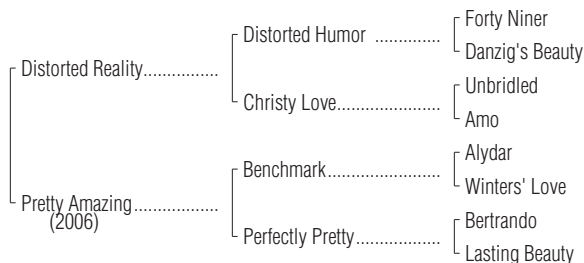 Forty Niner
Distorted Humor ..............
Danzig's Beauty
Distorted Reality................
Unbridled
Christy Love......................
Amo
Alydar
Benchmark........................
Winters' Love
Pretty Amazing..................
(2006)
Bertrando
Perfectly Pretty..................
Lasting Beauty